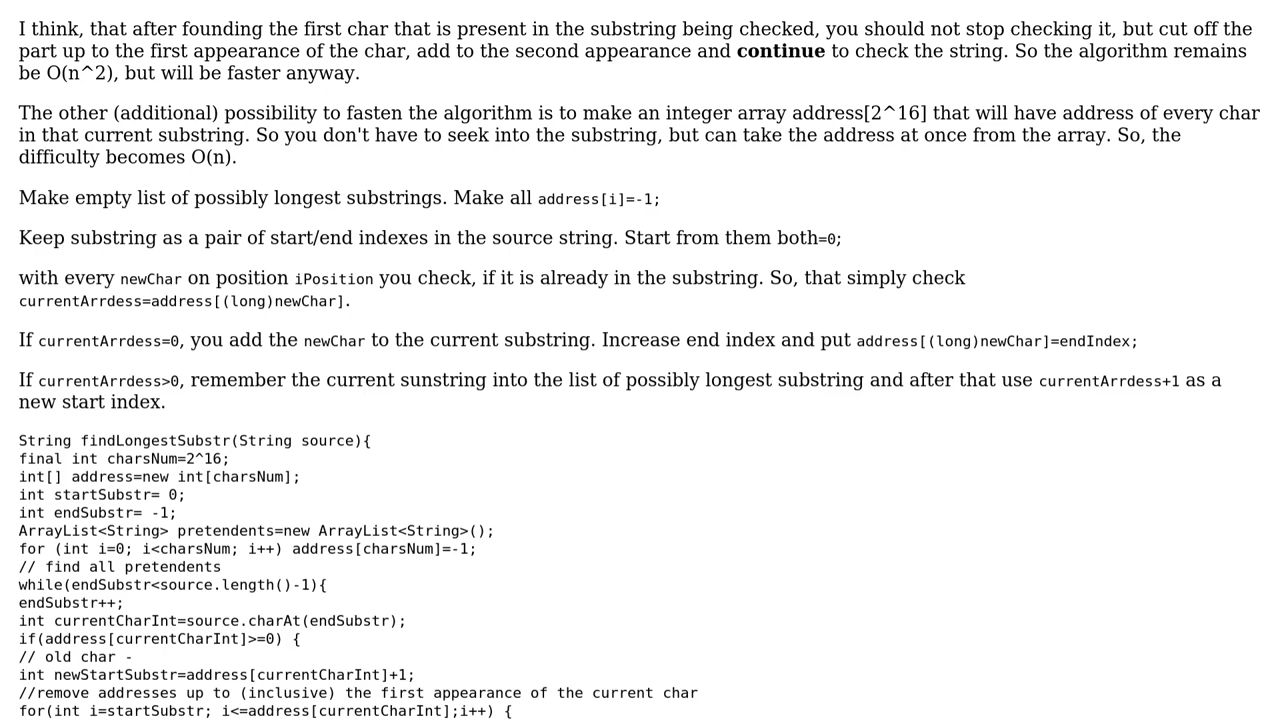 I think, that after founding the first char that is present in the substring being checked, you should not stop checking it, but cut off the
part up to the first appearance of the char, add to the second appearance and continue to check the string. So the algorithm remains
be O(n^2), but will be faster anyway.
The other (additional) possibility to fasten the algorithm is to make an integer array address[2^16] that will have address of every char
in that current substring. So you don't have to seek into the substring, but can take the address at once from the array. So, the
difficulty becomes O(n).
Make empty list of possibly longest substrings. Make all address[i]=-1;
Keep substring as a pair of start/end indexes in the source string. Start from them both=0;
with every newChar on position iPosition you check, if it is already in the substring. So, that simply check
currentArrdess=address[(long)newChar].
If currentArrdess=0, you add the newChar to the current substring. Increase end index and put address[(long)newChar]=endIndex;
If currentArrdess>0, remember the current sunstring into the list of possibly longest substring and after that use currentArrdess+1 as a
new start index.
String findLongestSubstr(String source){
final int charsNum=2^16;
int[] address=new int[charsNum];
int startSubstr= 0;
int endSubstr= -1;
ArrayList<String> pretendents=new ArrayList<String>();
for (int i=0; i<charsNum; i++) address[charsNum]=-1;
// find all pretendents
while(endSubstr<source.length()-1){
endSubstr++;
int currentCharInt=source.charAt(endSubstr);
if(address[currentCharInt]>=0) {
// old char -
int newStartSubstr=address[currentCharInt]+1;
//remove addresses up to (inclusive) the first appearance of the current char
for(int i=startSubstr; i<=address[currentCharInt];i++) {